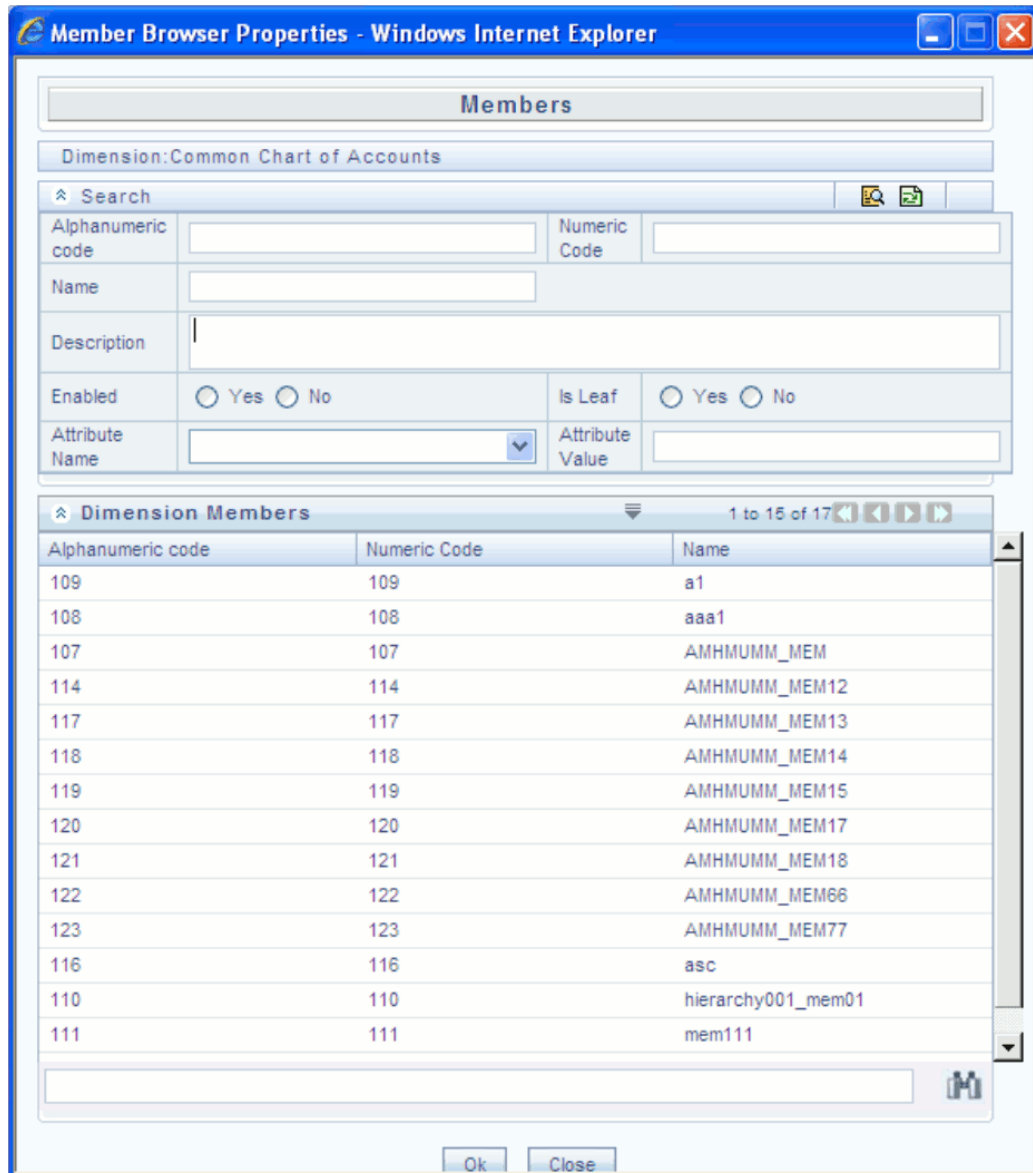 Member Browser Properties - Windows Internet Explorer
Members
Dimension:Common Chart of Accounts
Search
Alphanumeric code
Numeric Code
Name
Description
Enabled Yes No Is Leaf Yes No
Attribute Name
Attribute Value
Dimension Members 1 to 15 of 17
Alphanumeric code Numeric Code Name
109 109 a1
108 108 aaa1
107 107 AMHMUMM_MEM
114 114 AMHMUMM_MEM12
117 117 AMHMUMM_MEM13
118 118 AMHMUMM_MEM14
119 119 AMHMUMM_MEM15
120 120 AMHMUMM_MEM17
121 121 AMHMUMM_MEM18
122 122 AMHMUMM_MEM66
123 123 AMHMUMM_MEM77
116 116 asc
110 110 hierarchy001_mem01
111 111 mem111
Ok Close